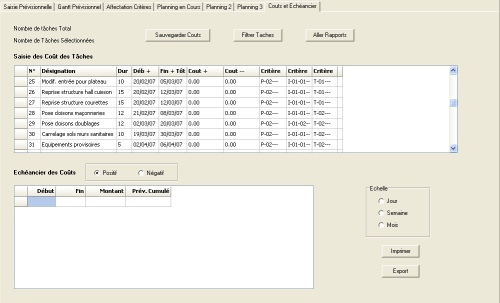 Saisie Prévisionnelle Gantt Prévisionnel Affectation Critères Planning en Cours Planning 2 Planning 3 Couts et Echéancier
Nombre de tâches Total
Nombre de Tâches Sélectionnées
Sauvegarder Couts Filtrer Taches Aller Rapports
Saisie des Coût des Tâches
N° Désignation Dur Déb + Fin + Tôt Cout + Cout -- Critère Critère Critère
25 Modif. entrée pour plateau 10 20/02/07 05/03/07 0.00 0.00 P-02--- I-01-01-- T-01----
26 Reprise structure hall cuisson 15 20/02/07 12/03/07 0.00 0.00 P-02--- I-01-01-- T-01----
27 Reprise structure courettes 15 20/02/07 12/03/07 0.00 0.00 P-02--- I-01-01-- T-01----
28 Pose cloisons maçonneries 12 21/02/07 08/03/07 0.00 0.00 P-02--- I-01-01-- T-02----
29 Pose cloisons doublages 12 02/03/07 20/03/07 0.00 0.00 P-02--- I-01-01-- T-02----
30 Carrelage sols murs sanitaires 10 19/03/07 30/03/07 0.00 0.00 P-02--- I-01-01-- T-02----
31 Equipements provisoires 5 02/04/07 06/04/07 0.00 0.00 P-02--- I-01-01-- T-02----
Echéancier des Coûts Positif Négatif
Début Fin Montant Prév. Cumulé
Echelle
Jour
Semaine
Mois
Imprimer
Export